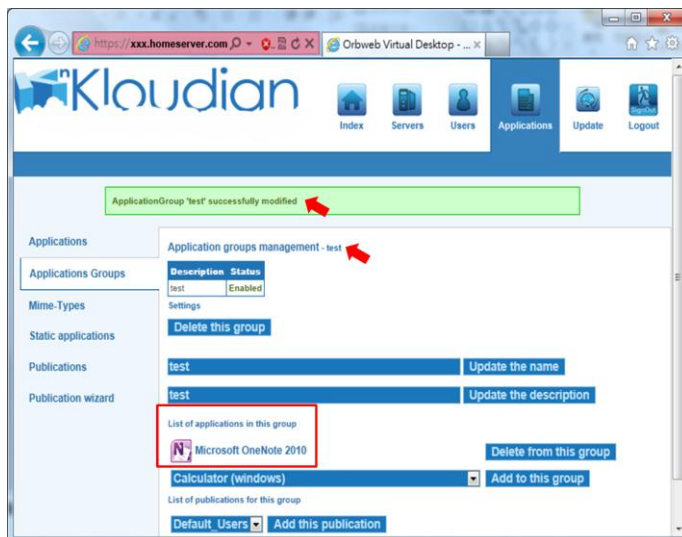 https://xxx.homeserver.com
Orbweb Virtual Desktop - ...
nKloudian
Index
Servers
Users
Applications
Update
SignOut
Logout
ApplicationGroup 'test' successfully modified
Applications
Applications Groups
Mime-Types
Static applications
Publications
Publication wizard
Application groups management - test
Description Status
test Enabled
Settings
Delete this group
test Update the name
test Update the description
List of applications in this group
Microsoft OneNote 2010 Delete from this group
Calculator (windows) Add to this group
List of publications for this group
Default_Users Add this publication